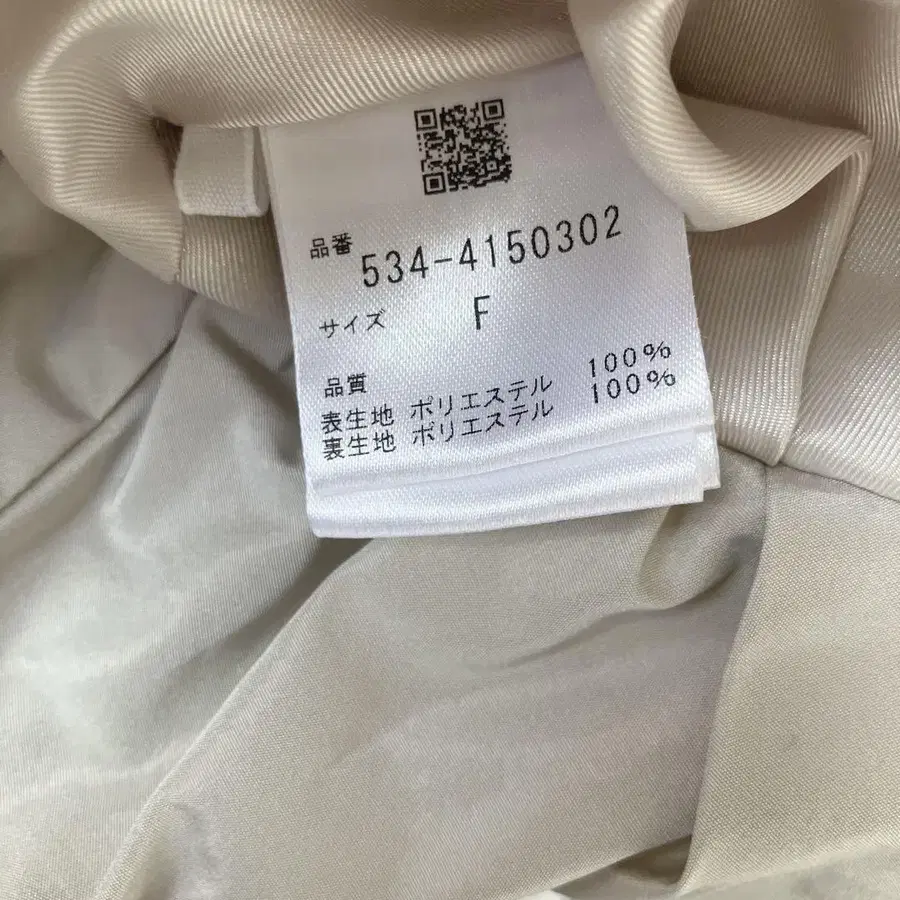 品番 534-4150302
サイズ F
品質
表生地 ポリエステル 100%
裏生地 ポリエステル 100%